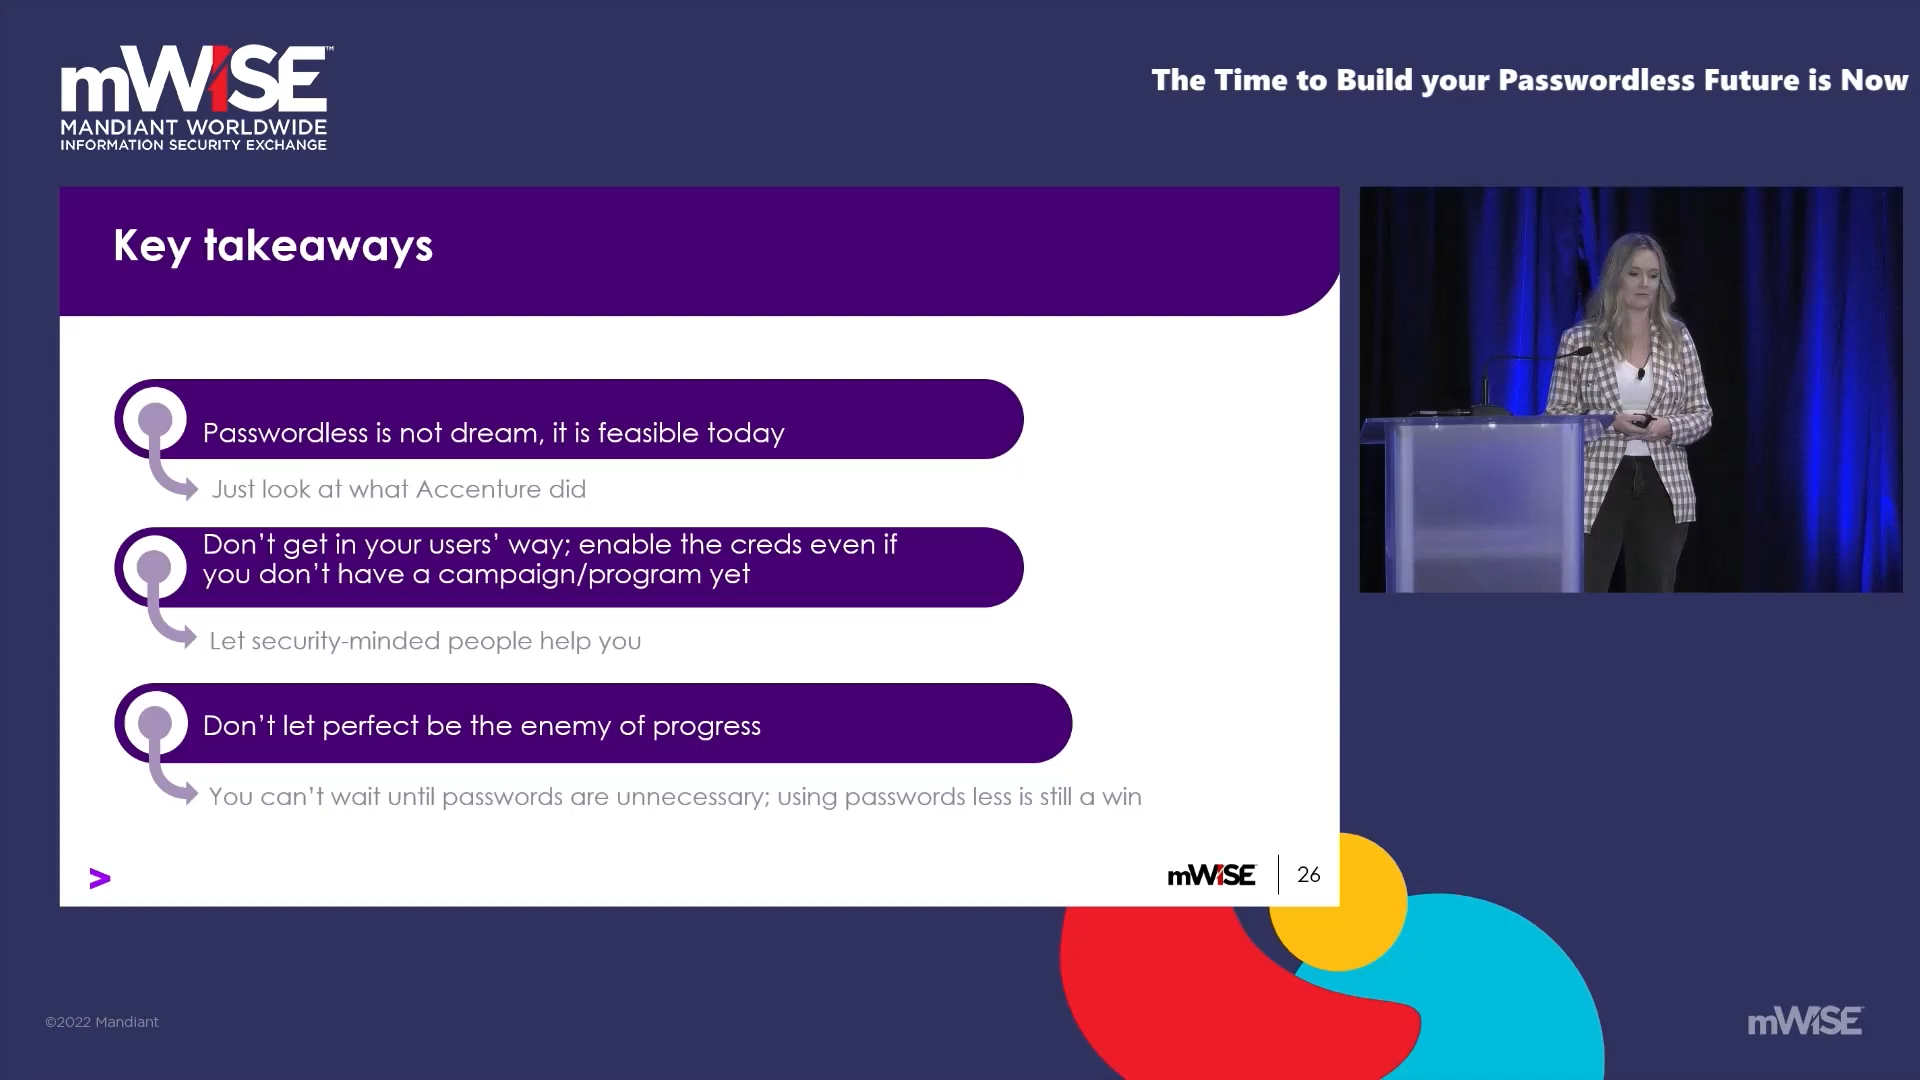 mWISE™
MANDIANT WORLDWIDE
INFORMATION SECURITY EXCHANGE
The Time to Build your Passwordless Future is Now
Key takeaways
Passwordless is not dream, it is feasible today
Just look at what Accenture did
Don’t get in your users’ way; enable the creds even if
you don’t have a campaign/program yet
Let security-minded people help you
Don’t let perfect be the enemy of progress
You can’t wait until passwords are unnecessary; using passwords less is still a win
>
mWISE
26
©2022 Mandiant
mWISE